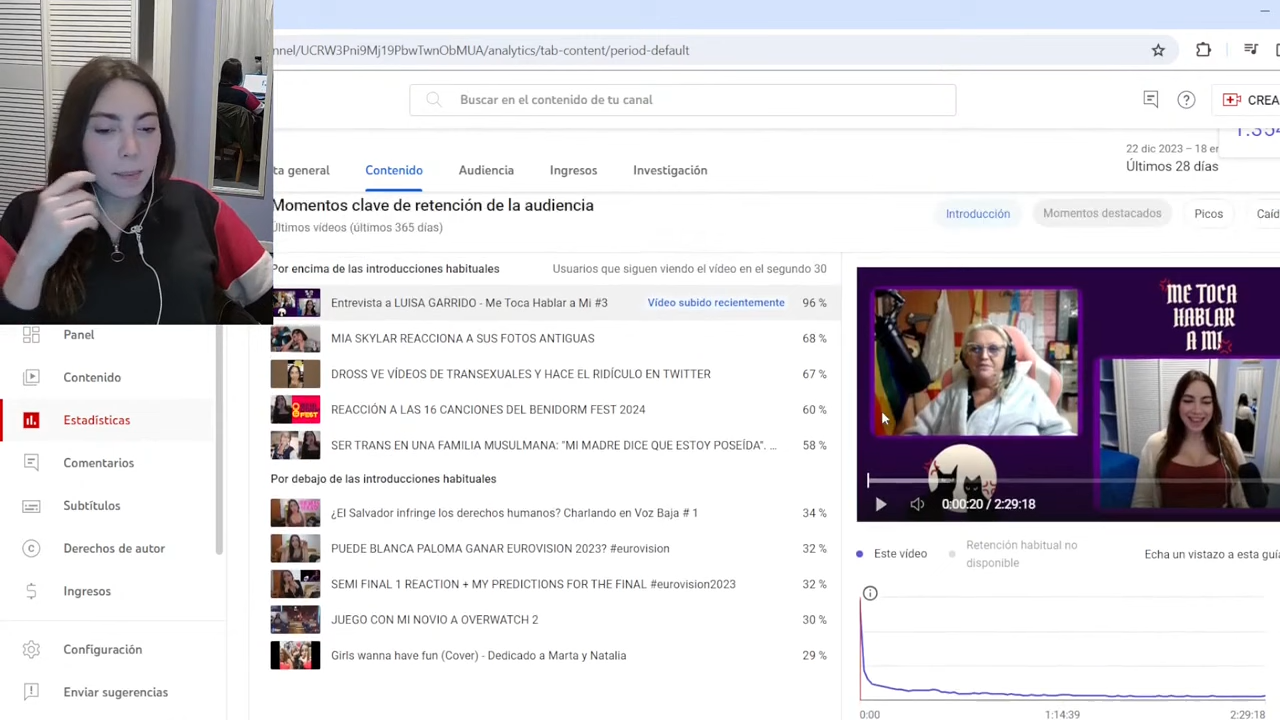 nnel/UCRW3Pni9Mj19PbwTwnObMUA/analytics/tab-content/period-default
Buscar en el contenido de tu canal
CREA
22 dic 2023 – 18 en
Últimos 28 días
ta general
Contenido
Audiencia
Ingresos
Investigación
Momentos clave de retención de la audiencia
Últimos vídeos (últimos 365 días)
Introducción
Momentos destacados
Picos
Caíd
Por encima de las introducciones habituales
Usuarios que siguen viendo el vídeo en el segundo 30
Entrevista a LUISA GARRIDO - Me Toca Hablar a Mi #3 Vídeo subido recientemente 96 %
MIA SKYLAR REACCIONA A SUS FOTOS ANTIGUAS 68 %
DROSS VE VÍDEOS DE TRANSEXUALES Y HACE EL RIDÍCULO EN TWITTER 67 %
REACCIÓN A LAS 16 CANCIONES DEL BENIDORM FEST 2024 60 %
SER TRANS EN UNA FAMILIA MUSULMANA: "MI MADRE DICE QUE ESTOY POSEÍDA". ... 58 %
Por debajo de las introducciones habituales
¿El Salvador infringe los derechos humanos? Charlando en Voz Baja # 1 34 %
PUEDE BLANCA PALOMA GANAR EUROVISION 2023? #eurovision 32 %
SEMI FINAL 1 REACTION + MY PREDICTIONS FOR THE FINAL #eurovision2023 32 %
JUEGO CON MI NOVIO A OVERWATCH 2 30 %
Girls wanna have fun (Cover) - Dedicado a Marta y Natalia 29 %
ME TOCA
HABLAR
A MI
0:00:20 / 2:29:18
Este vídeo
Retención habitual no
disponible
Echa un vistazo a esta guía
0:00
1:14:39
2:29:18
Panel
Contenido
Estadísticas
Comentarios
Subtítulos
Derechos de autor
Ingresos
Configuración
Enviar sugerencias